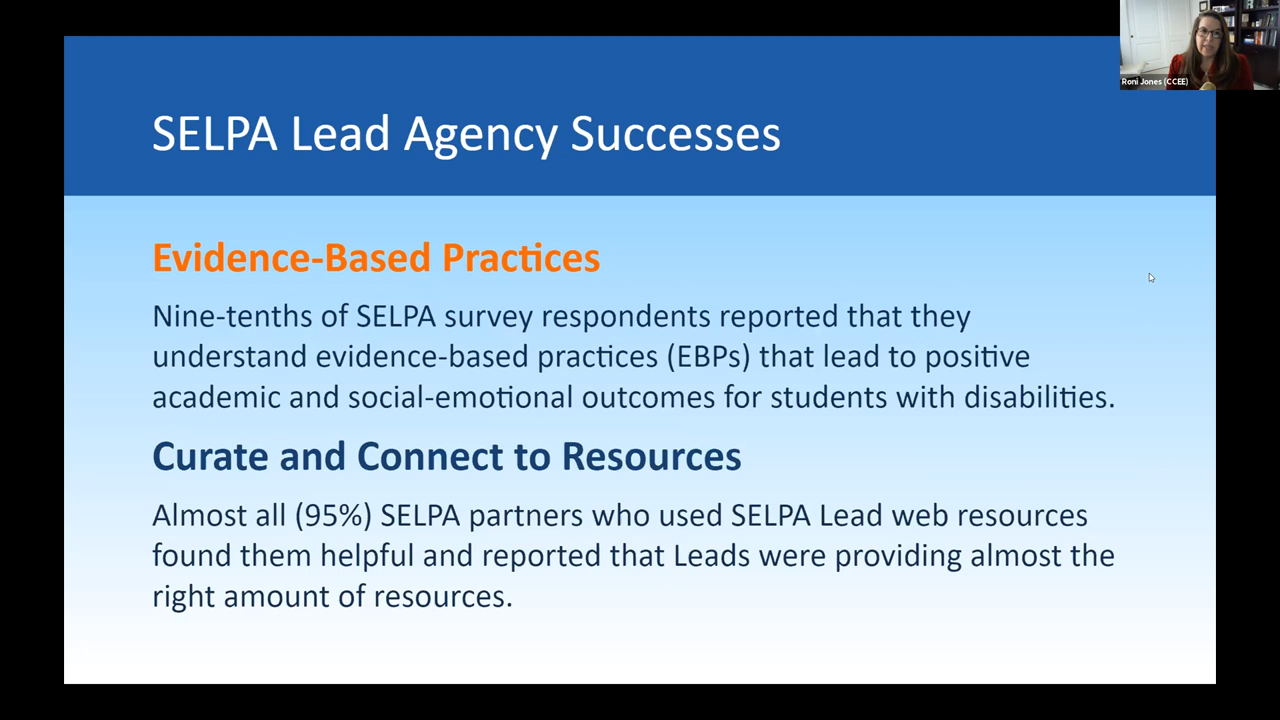 Roni Jones (CCEE)
SELPA Lead Agency Successes
Evidence-Based Practices
Nine-tenths of SELPA survey respondents reported that they
understand evidence-based practices (EBPs) that lead to positive
academic and social-emotional outcomes for students with disabilities.
Curate and Connect to Resources
Almost all (95%) SELPA partners who used SELPA Lead web resources
found them helpful and reported that Leads were providing almost the
right amount of resources.